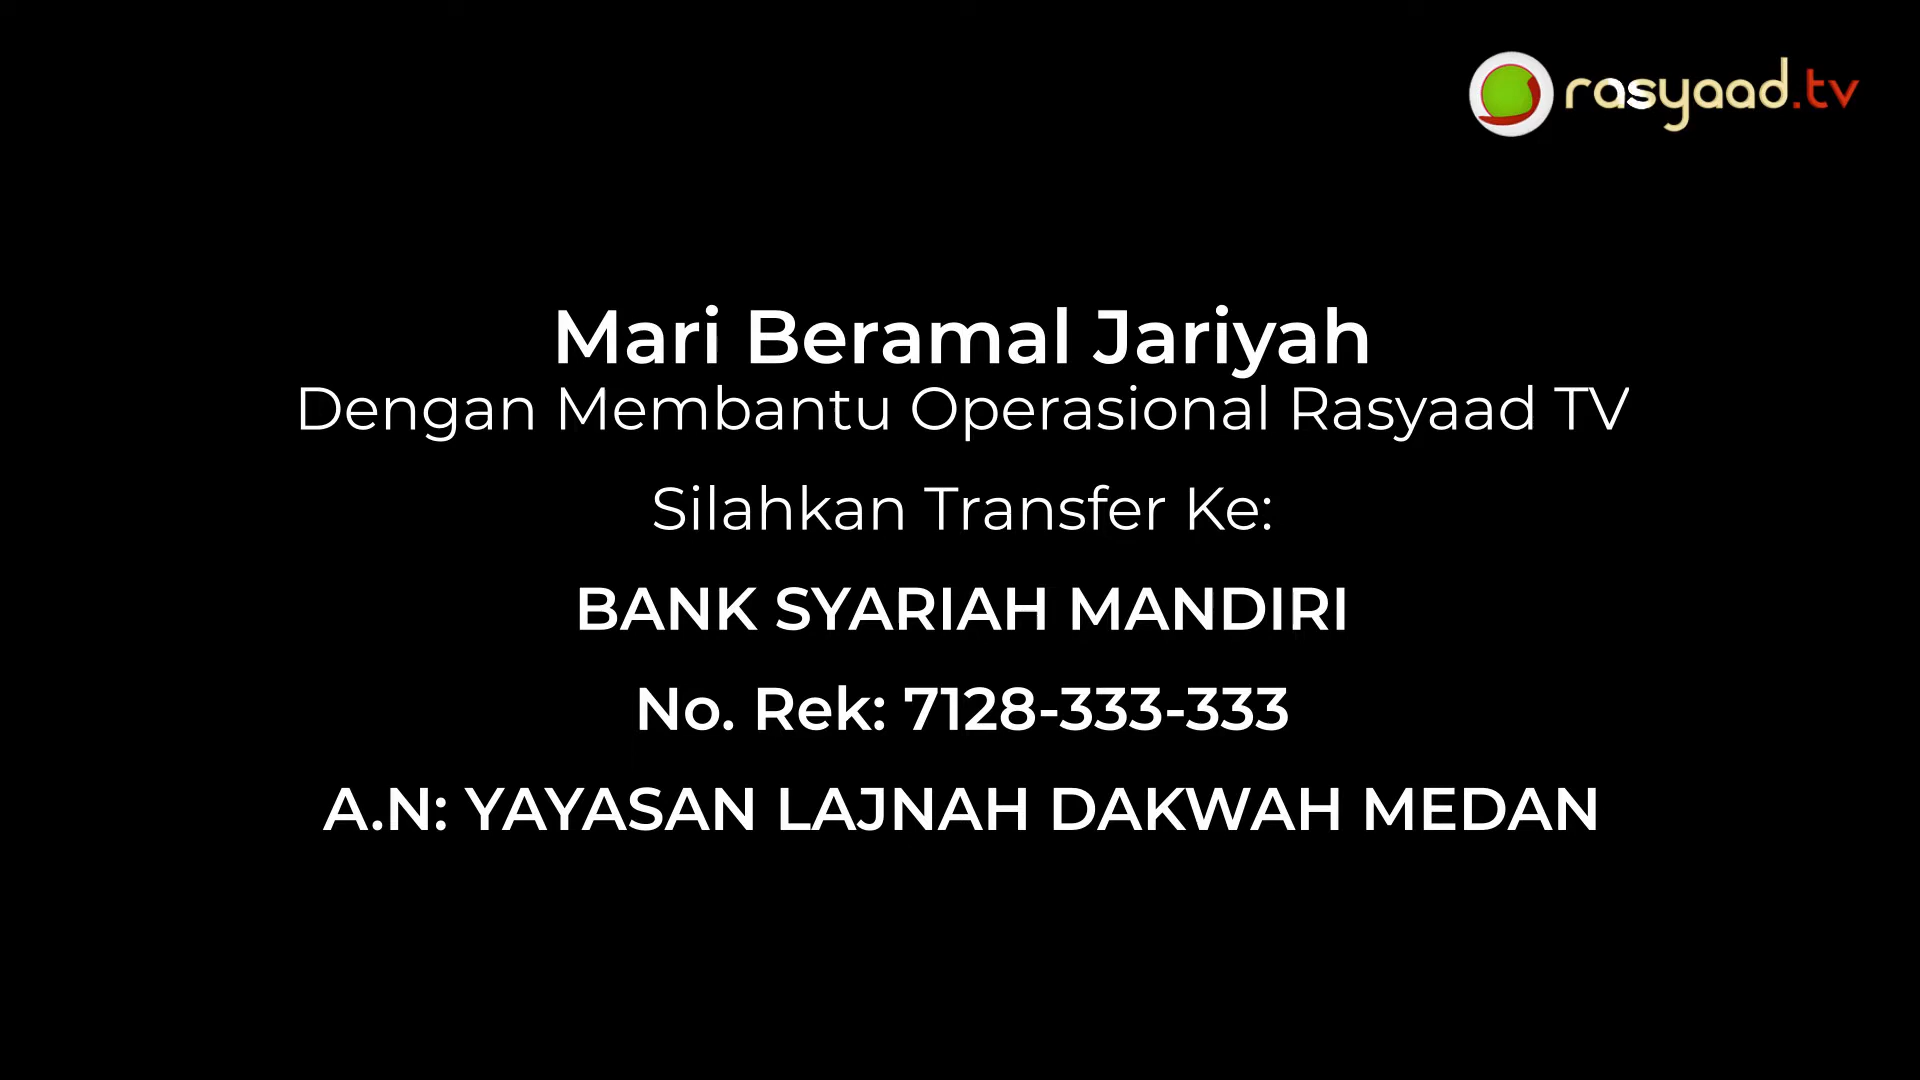 rasyaad.tv
Mari Beramal Jariyah
Dengan Membantu Operasional Rasyaad TV
Silahkan Transfer Ke:
BANK SYARIAH MANDIRI
No. Rek: 7128-333-333
A.N: YAYASAN LAJNAH DAKWAH MEDAN